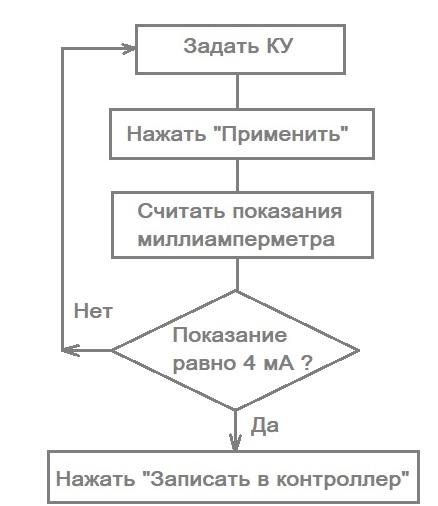 Задать КУ
Нажать "Применить"
Считать показания
миллиамперметра
Нет
Показание
равно 4 мА ?
Да
Нажать "Записать в контроллер"